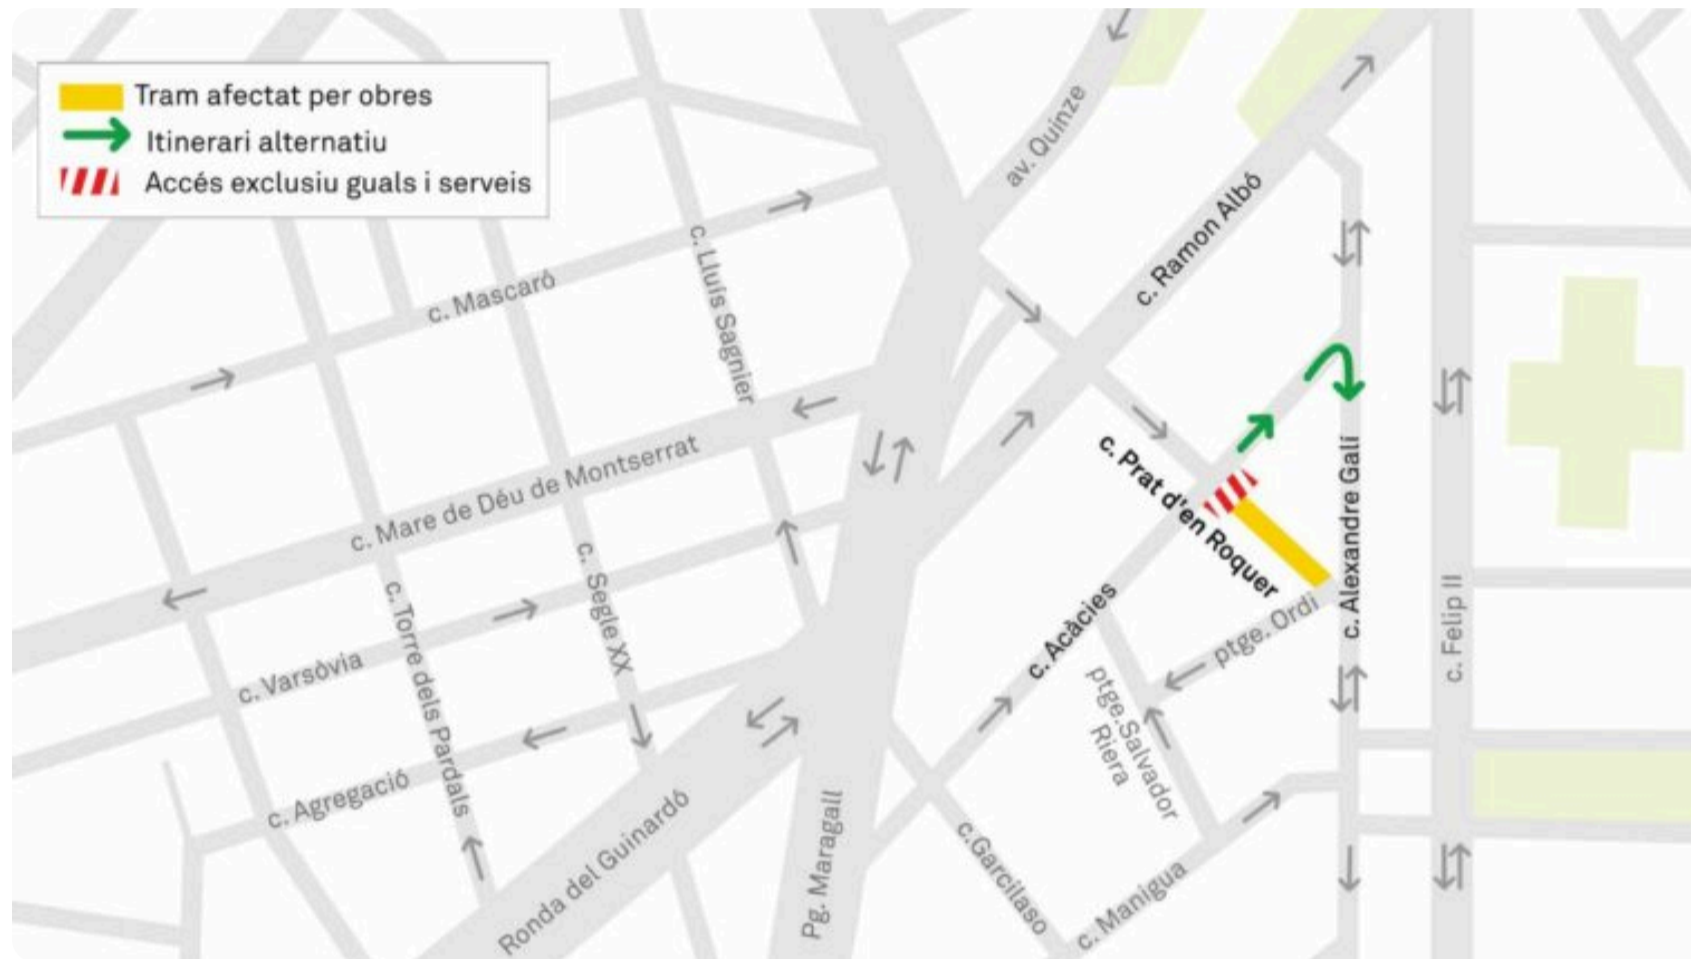 Tram afectat per obres
Itinerari alternatiu
Accés exclusiu guals i serveis
av. Quinze
c. Ramon Albó
c. Lluís Sagnier
c. Mascaró
c. Prat d'en Roquer
c. Alexandre Galí
c. Mare de Déu de Montserrat
c. Segle XX
c. Torre dels Pardals
c. Acàcies
ptge. Ordi
c. Felip II
c. Varsòvia
ptge.Salvador
Riera
c. Agregació
Ronda del Guinardó
Pg. Maragall
c.Garcilaso
c. Manigua